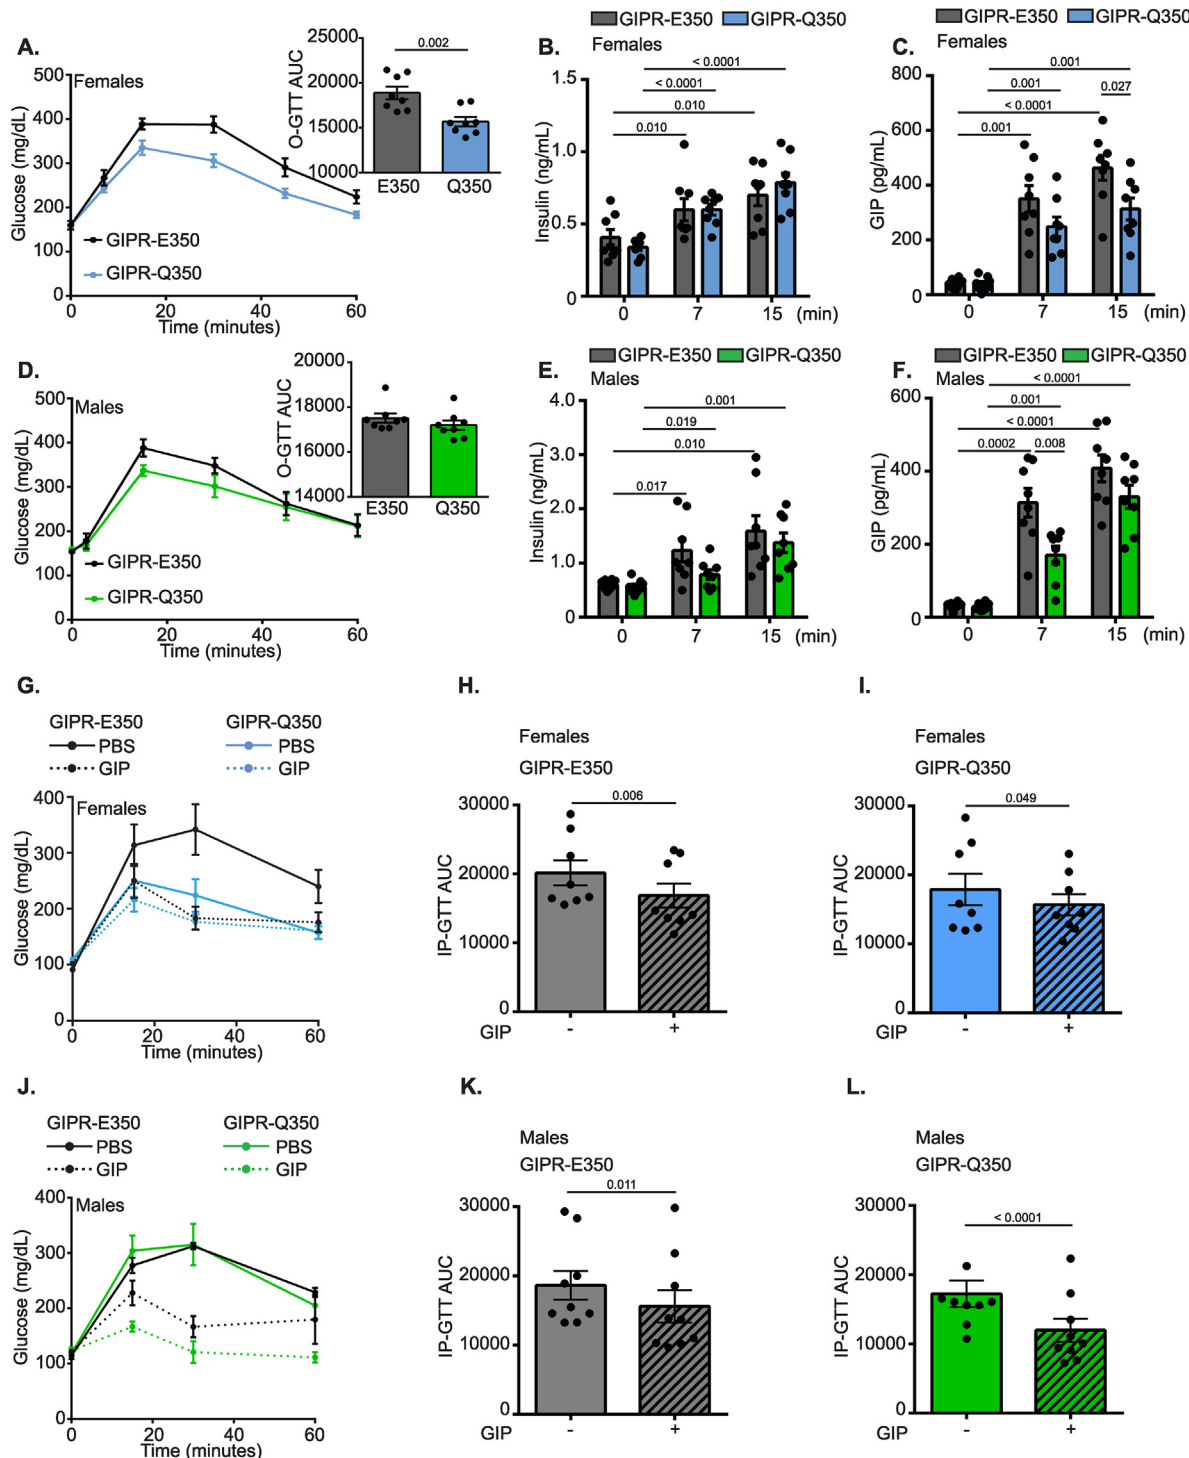 A.
Females
Glucose (mg/dL)
500
400
300
200
100
0
GIPR-E350
GIPR-Q350
0 20 40 60
Time (minutes)
O-GTT AUC
25000
20000
15000
10000
0.002
E350 Q350
GIPR-E350 GIPR-Q350
B.
Females
Insulin (ng/mL)
1.5
1.0
0.5
0
< 0.0001
< 0.0001
0.010
0.010
0 7 15 (min)
GIPR-E350 GIPR-Q350
C.
Females
GIP (pg/mL)
800
600
400
200
0
0.001
0.001
0.027
< 0.0001
0.001
0 7 15 (min)
D.
Males
Glucose (mg/dL)
500
400
300
200
100
0
GIPR-E350
GIPR-Q350
0 20 40 60
Time (minutes)
O-GTT AUC
20000
18000
16000
14000
E350 Q350
GIPR-E350 GIPR-Q350
E.
Males
Insulin (ng/mL)
4.0
3.0
2.0
1.0
0
0.001
0.019
0.010
0.017
0 7 15 (min)
GIPR-E350 GIPR-Q350
F.
Males
GIP (pg/mL)
600
400
200
0
< 0.0001
0.001
< 0.0001
0.0002 0.008
0 7 15 (min)
G.
GIPR-E350 GIPR-Q350
PBS PBS
GIP GIP
Females
Glucose (mg/dL)
400
300
200
100
0
0 20 40 60
Time (minutes)
H.
Females
GIPR-E350
0.006
IP-GTT AUC
30000
20000
10000
0
GIP - +
I.
Females
GIPR-Q350
0.049
IP-GTT AUC
30000
20000
10000
0
GIP - +
J.
GIPR-E350 GIPR-Q350
PBS PBS
GIP GIP
Males
Glucose (mg/dL)
400
300
200
100
0
0 20 40 60
Time (minutes)
K.
Males
GIPR-E350
0.011
IP-GTT AUC
30000
20000
10000
0
GIP - +
L.
Males
GIPR-Q350
< 0.0001
IP-GTT AUC
30000
20000
10000
0
GIP - +